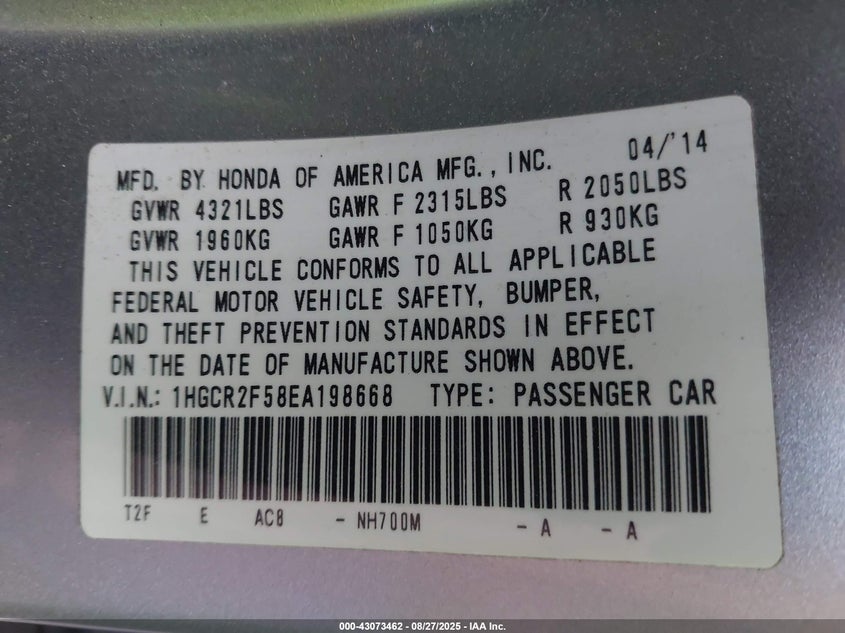 04/'14
MFD. BY HONDA OF AMERICA MFG., INC.
GVWR 4321LBS GAWR F 2315LBS R 2050LBS
GVWR 1960KG GAWR F 1050KG R 930KG
THIS VEHICLE CONFORMS TO ALL APPLICABLE
FEDERAL MOTOR VEHICLE SAFETY, BUMPER,
AND THEFT PREVENTION STANDARDS IN EFFECT
ON THE DATE OF MANUFACTURE SHOWN ABOVE.
V.I.N.: 1HGCR2F58EA198668 TYPE: PASSENGER CAR
T2F E AC8 - NH700M - A - A
000-43073462 - 08/27/2025 - IAA Inc.